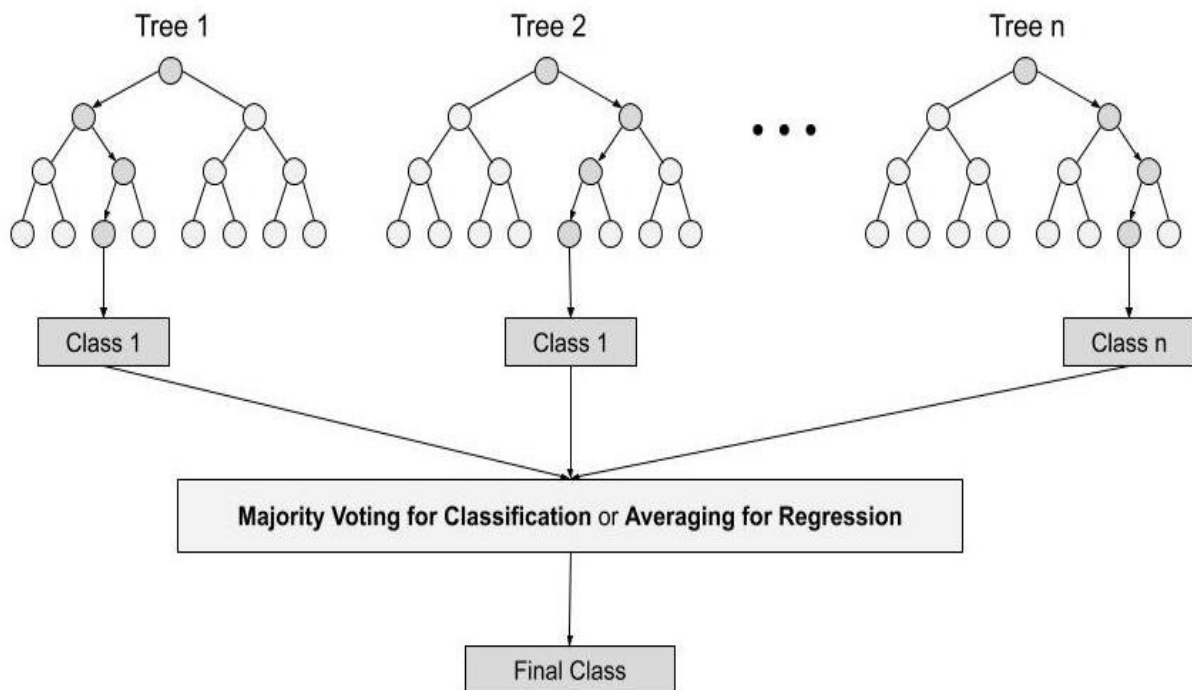 Tree 1
Tree 2
Tree n
Class 1
Class 1
Class n
Majority Voting for Classification or Averaging for Regression
Final Class